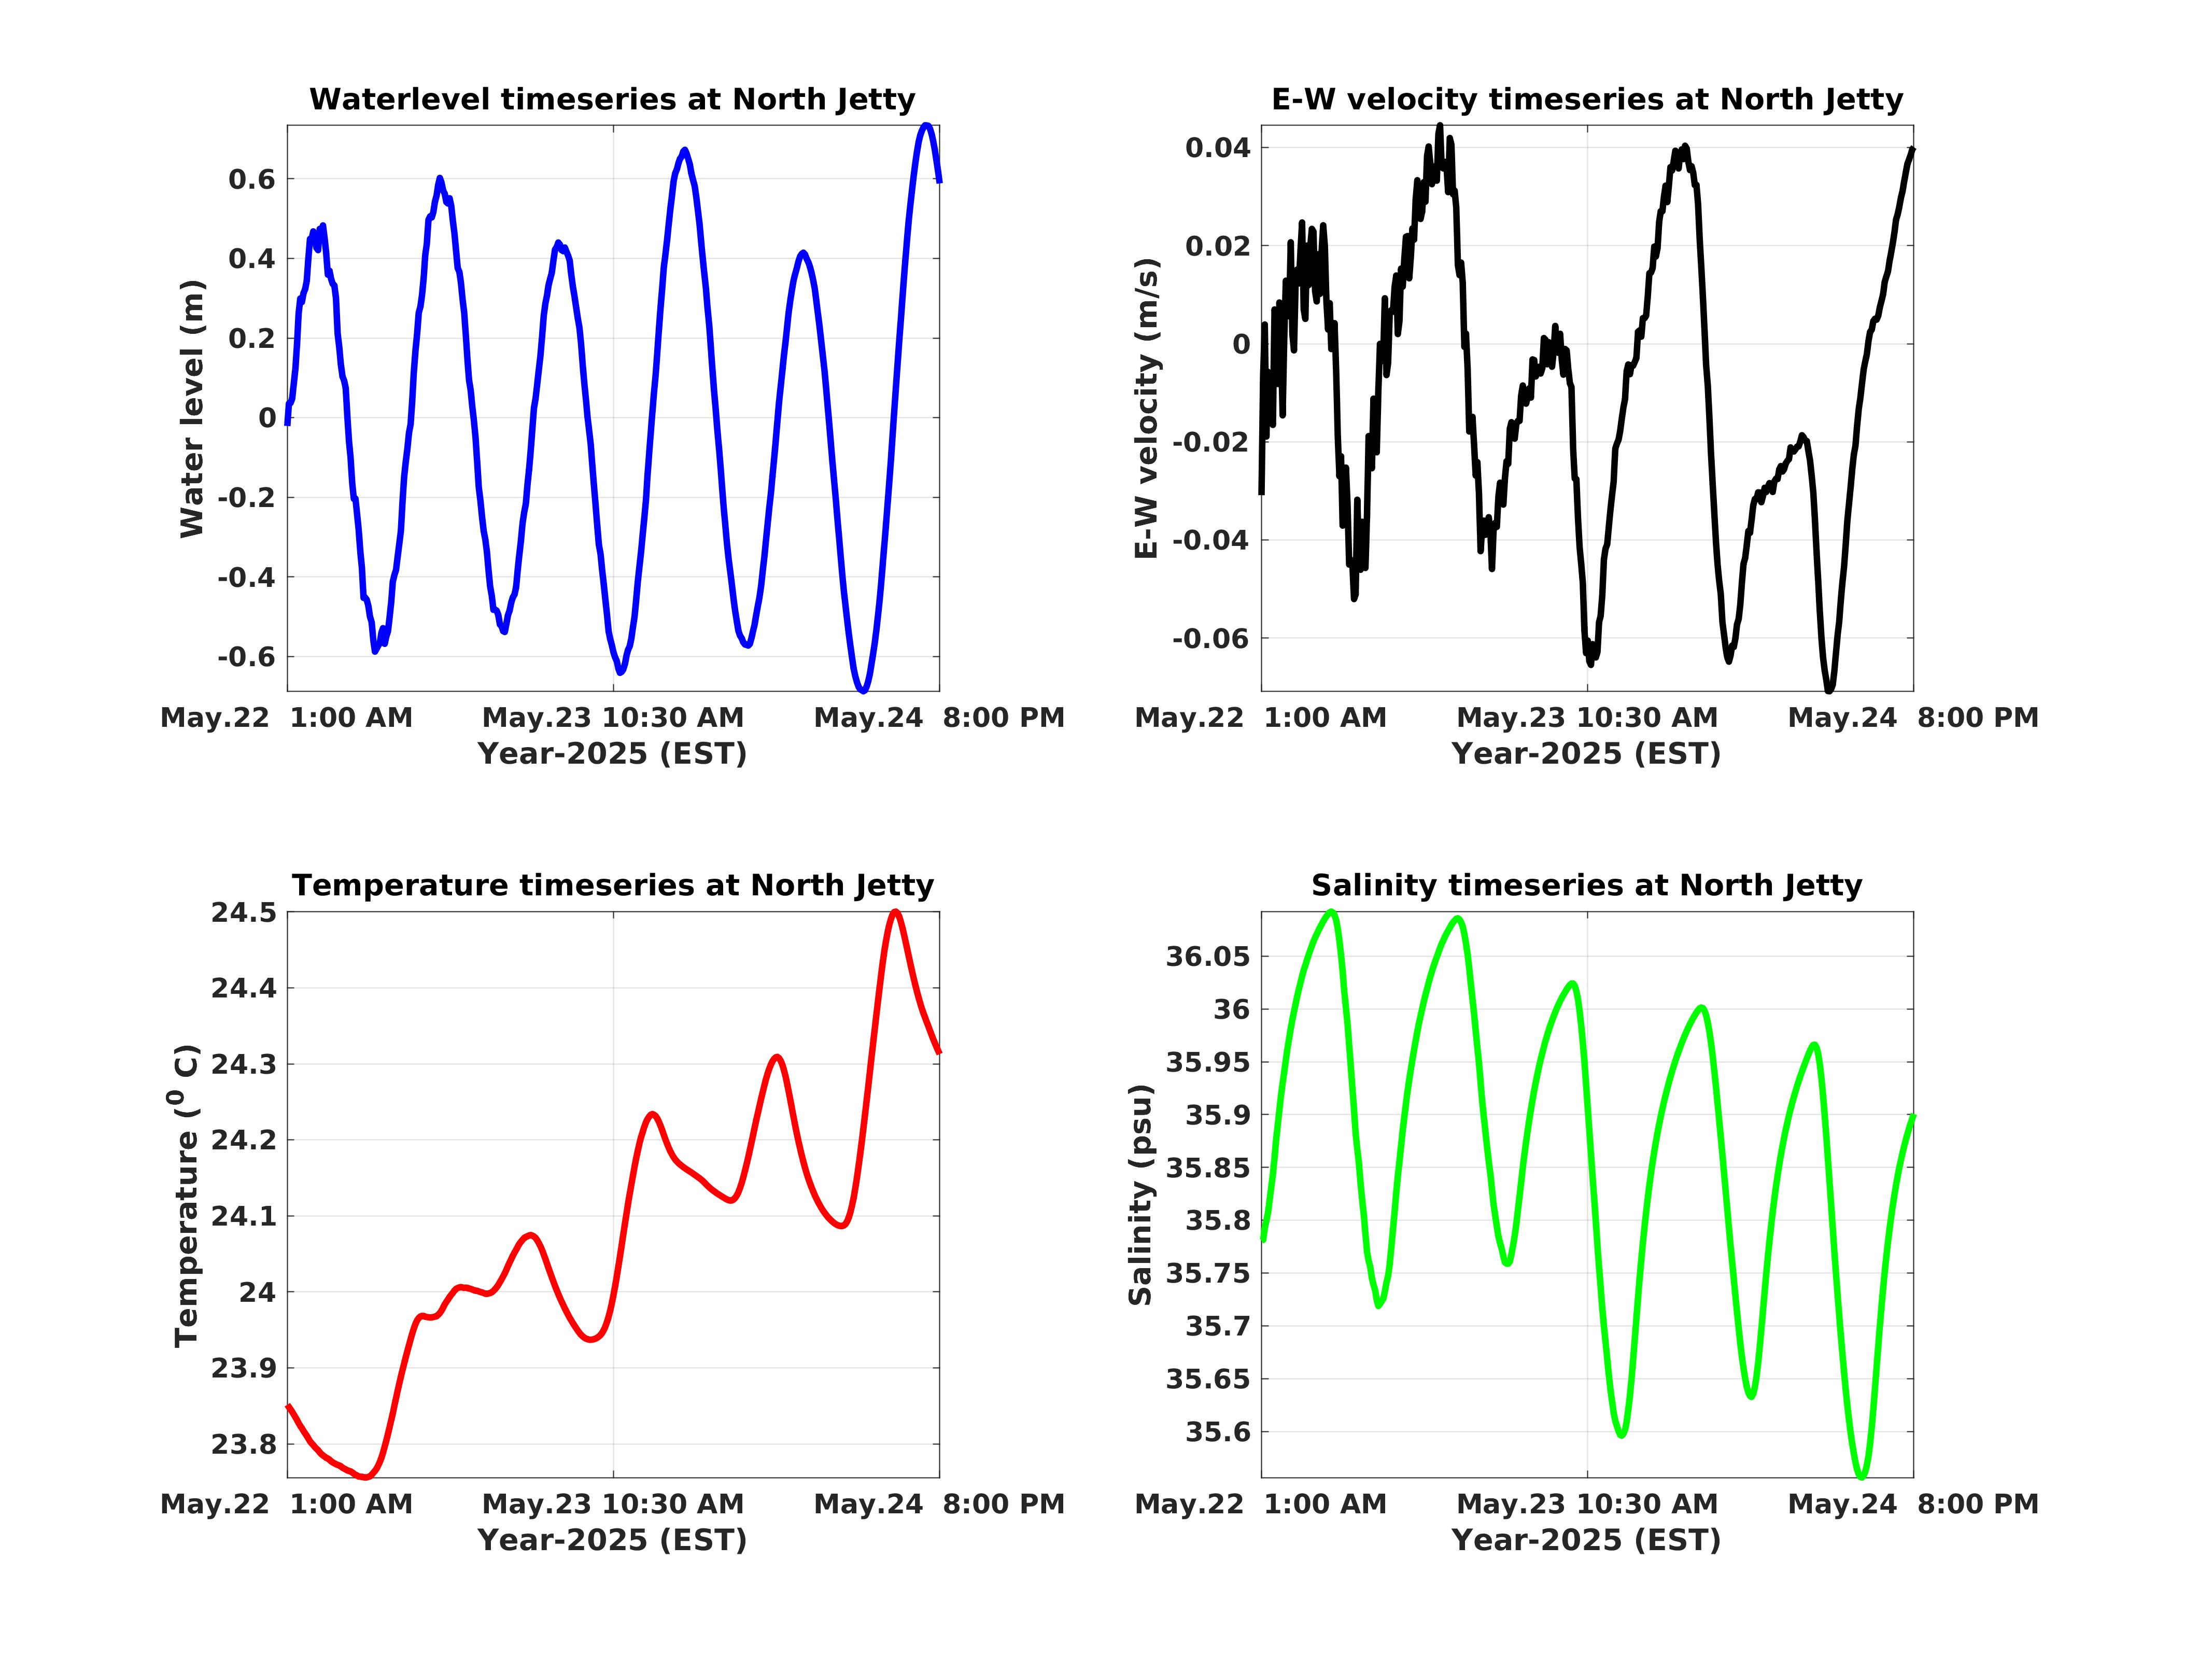 Waterlevel timeseries at North Jetty
Water level (m)
0.6
0.4
0.2
0
-0.2
-0.4
-0.6
May.22 1:00 AM
May.23 10:30 AM
May.24 8:00 PM
Year-2025 (EST)
E-W velocity timeseries at North Jetty
E-W velocity (m/s)
0.04
0.02
0
-0.02
-0.04
-0.06
May.22 1:00 AM
May.23 10:30 AM
May.24 8:00 PM
Year-2025 (EST)
Temperature timeseries at North Jetty
Temperature (⁰ C)
24.5
24.4
24.3
24.2
24.1
24
23.9
23.8
May.22 1:00 AM
May.23 10:30 AM
May.24 8:00 PM
Year-2025 (EST)
Salinity timeseries at North Jetty
Salinity (psu)
36.05
36
35.95
35.9
35.85
35.8
35.75
35.7
35.65
35.6
May.22 1:00 AM
May.23 10:30 AM
May.24 8:00 PM
Year-2025 (EST)